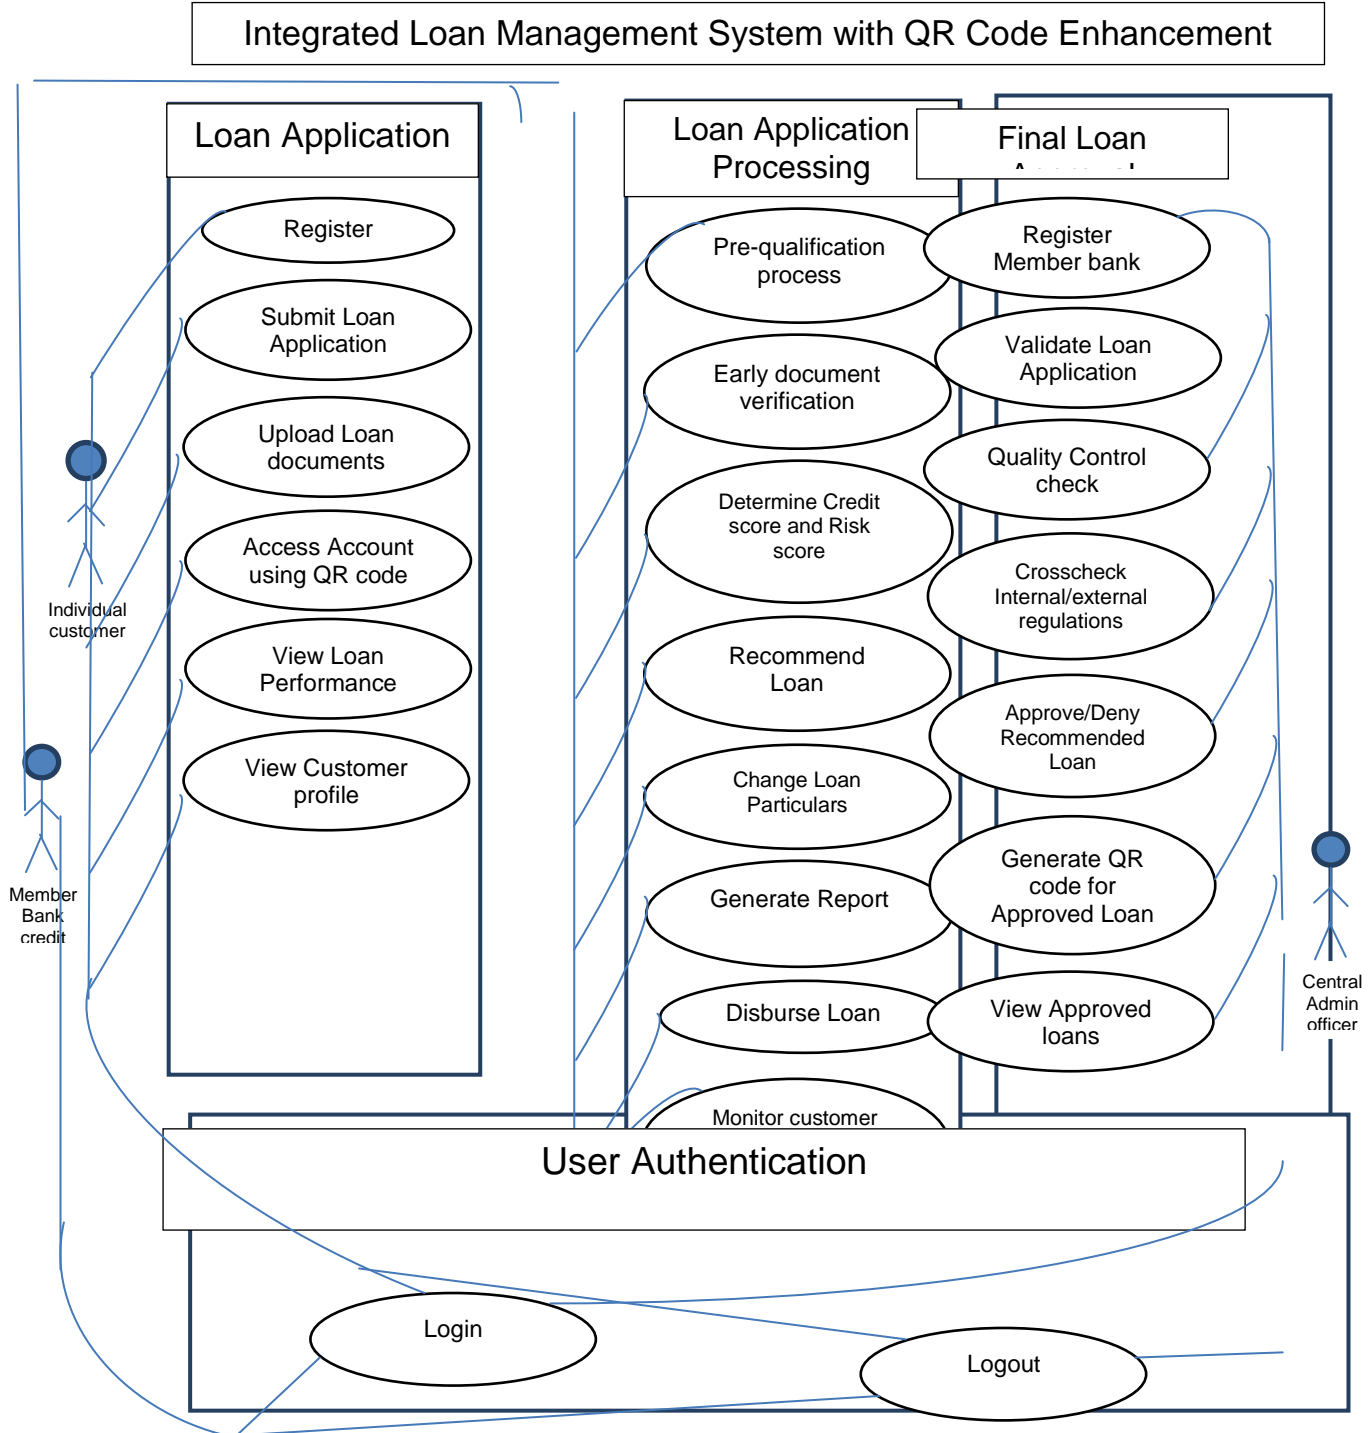 Integrated Loan Management System with QR Code Enhancement
Loan Application
Register
Submit Loan
Application
Upload Loan
documents
Access Account
using QR code
View Loan
Performance
View Customer
profile
Individual
customer
Member
Bank
credit
Loan Application
Processing
Pre-qualification
process
Early document
verification
Determine Credit
score and Risk
score
Recommend
Loan
Change Loan
Particulars
Generate Report
Disburse Loan
Monitor customer
Final Loan
Register
Member bank
Validate Loan
Application
Quality Control
check
Crosscheck
Internal/external
regulations
Approve/Deny
Recommended
Loan
Generate QR
code for
Approved Loan
View Approved
loans
Central
Admin
officer
User Authentication
Login
Logout